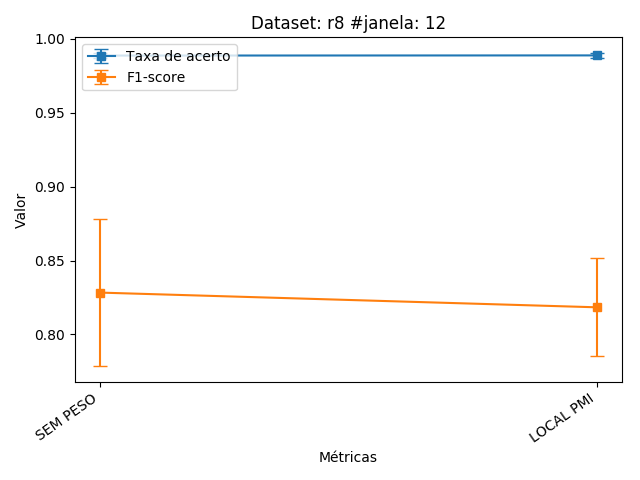 Dataset: r8 #janela: 12
Taxa de acerto
F1-score
1.00
0.95
0.90
0.85
0.80
Valor
SEM PESO
LOCAL PMI
Métricas